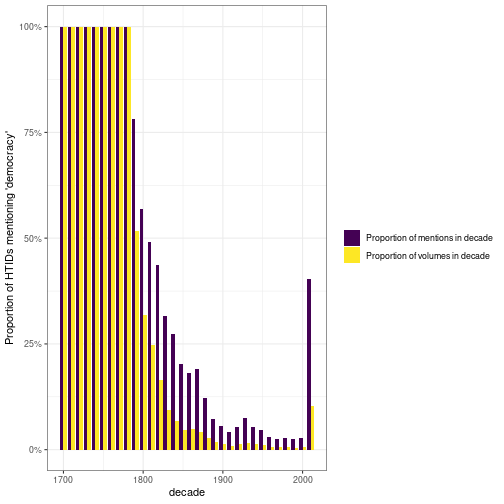 100%
75%
50%
25%
0%
Proportion of HTIDs mentioning 'democracy'
1700
1800
1900
2000
decade
Proportion of mentions in decade
Proportion of volumes in decade